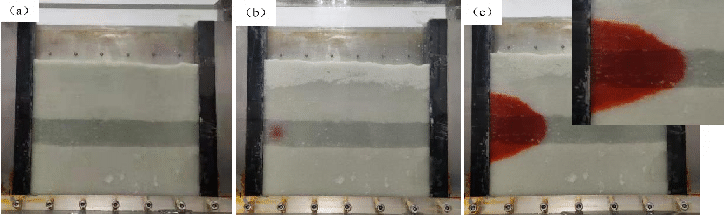 （a）
（b）
（c）